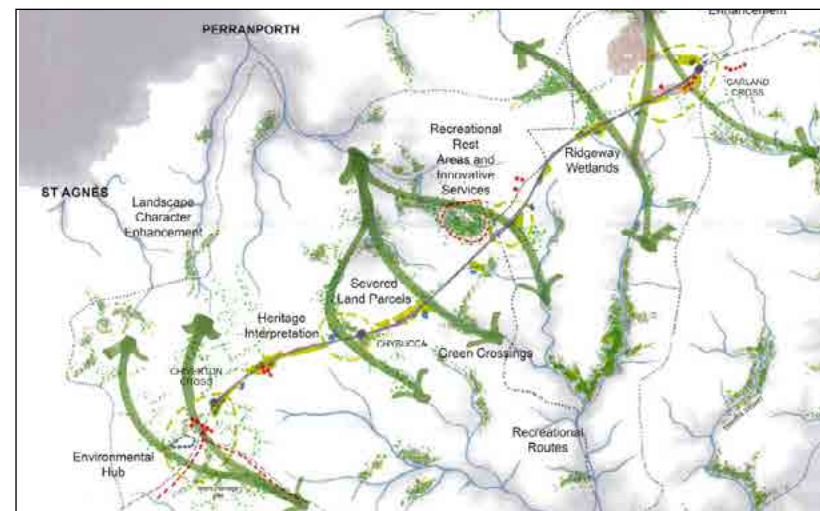 Enhancement
PERRANPORTH
CARLAND
CROSS
Recreational
Rest
Areas and
Innovative
Services
Ridgeway
Wetlands
ST AGNES
Landscape
Character
Enhancement
Severed
Land Parcels
Heritage
Interpretation
CHYBUCCA
Green Crossings
CHIVERTON
CROSS
Recreational
Routes
Environmental
Hub